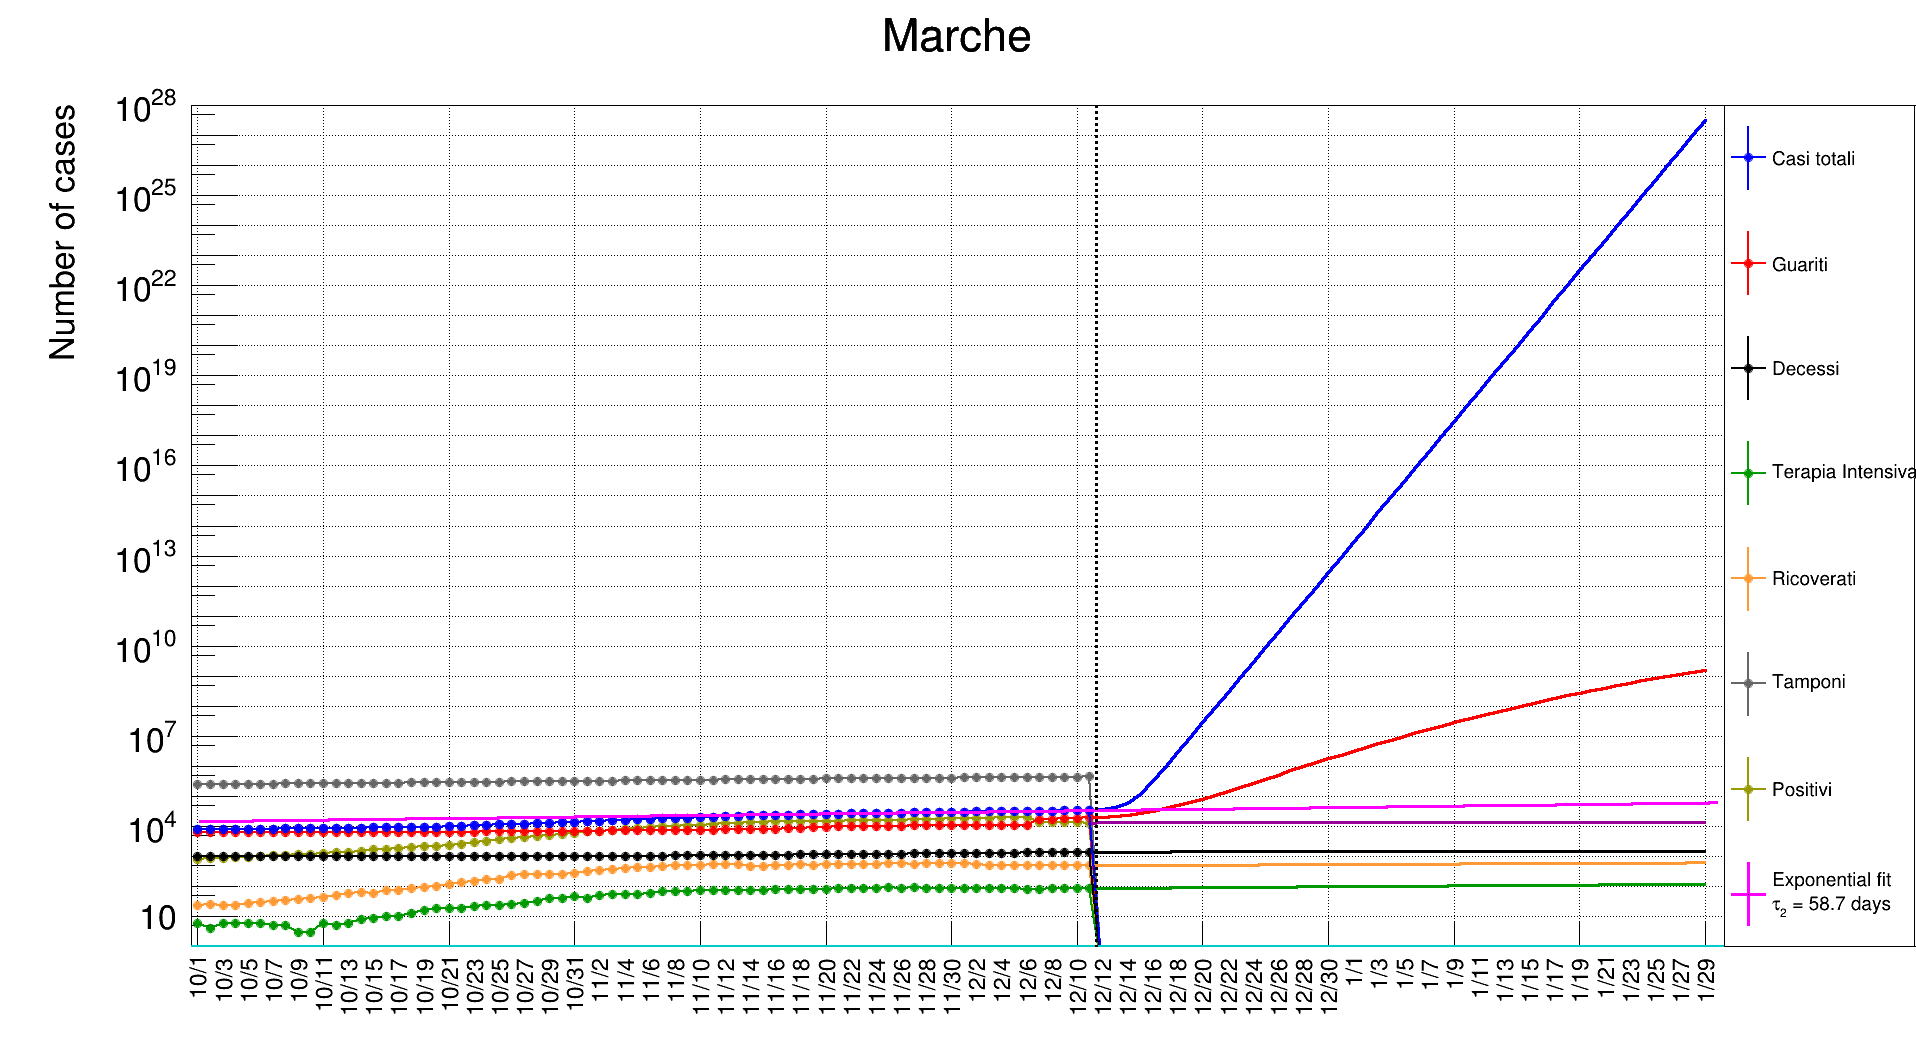 Marche
Number of cases
10^28
10^25
10^22
10^19
10^16
10^13
10^10
10^7
10^4
10
10/1 10/3 10/5 10/7 10/9 10/11 10/13 10/15 10/17 10/19 10/21 10/23 10/25 10/27 10/29 10/31 11/2 11/4 11/6 11/8 11/10 11/12 11/14 11/16 11/18 11/20 11/22 11/24 11/26 11/28 11/30 12/2 12/4 12/6 12/8 12/10 12/12 12/14 12/16 12/18 12/20 12/22 12/24 12/26 12/28 12/30 1/1 1/3 1/5 1/7 1/9 1/11 1/13 1/15 1/17 1/19 1/21 1/23 1/25 1/27 1/29
Casi totali
Guariti
Decessi
Terapia Intensiva
Ricoverati
Tamponi
Positivi
Exponential fit
τ₂ = 58.7 days